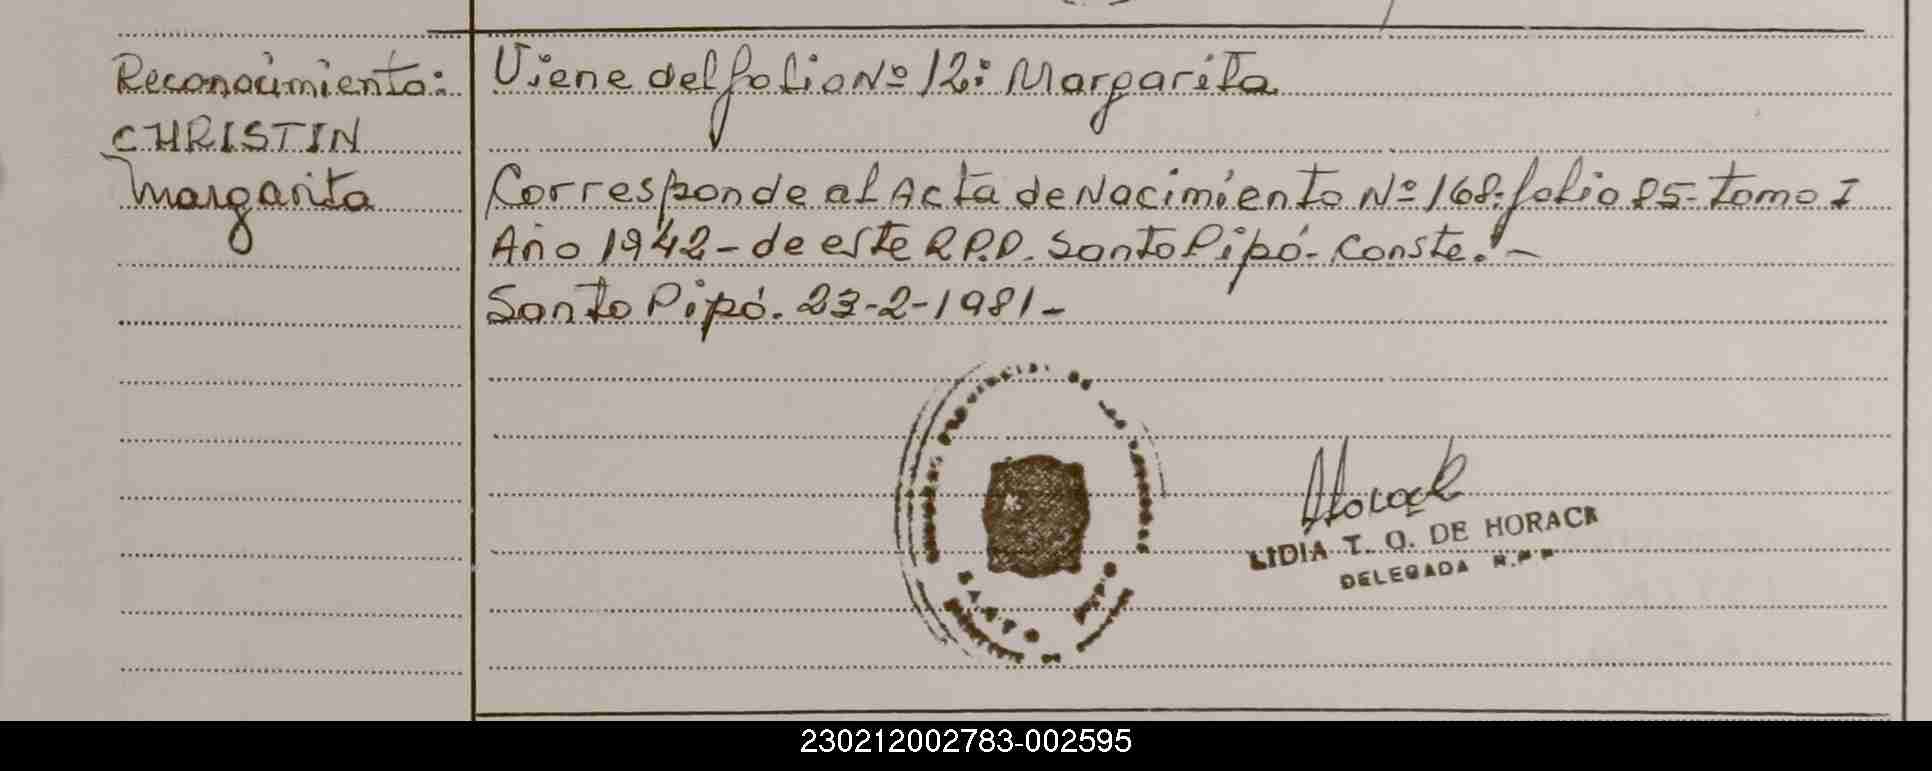 Reconocimiento:
CHRISTIN
Margarita
Viene del folio Nº 12: Margarita
Corresponde al Acta de Nacimiento Nº 168. folio 85- tomo I
Año 1942 - de este R.P.D. Santo Pipó - Conste. -
Santo Pipó. 23-2-1981 -
Horack
LIDIA T. O. DE HORACK
DELEGADA R.P.P
230212002783-002595